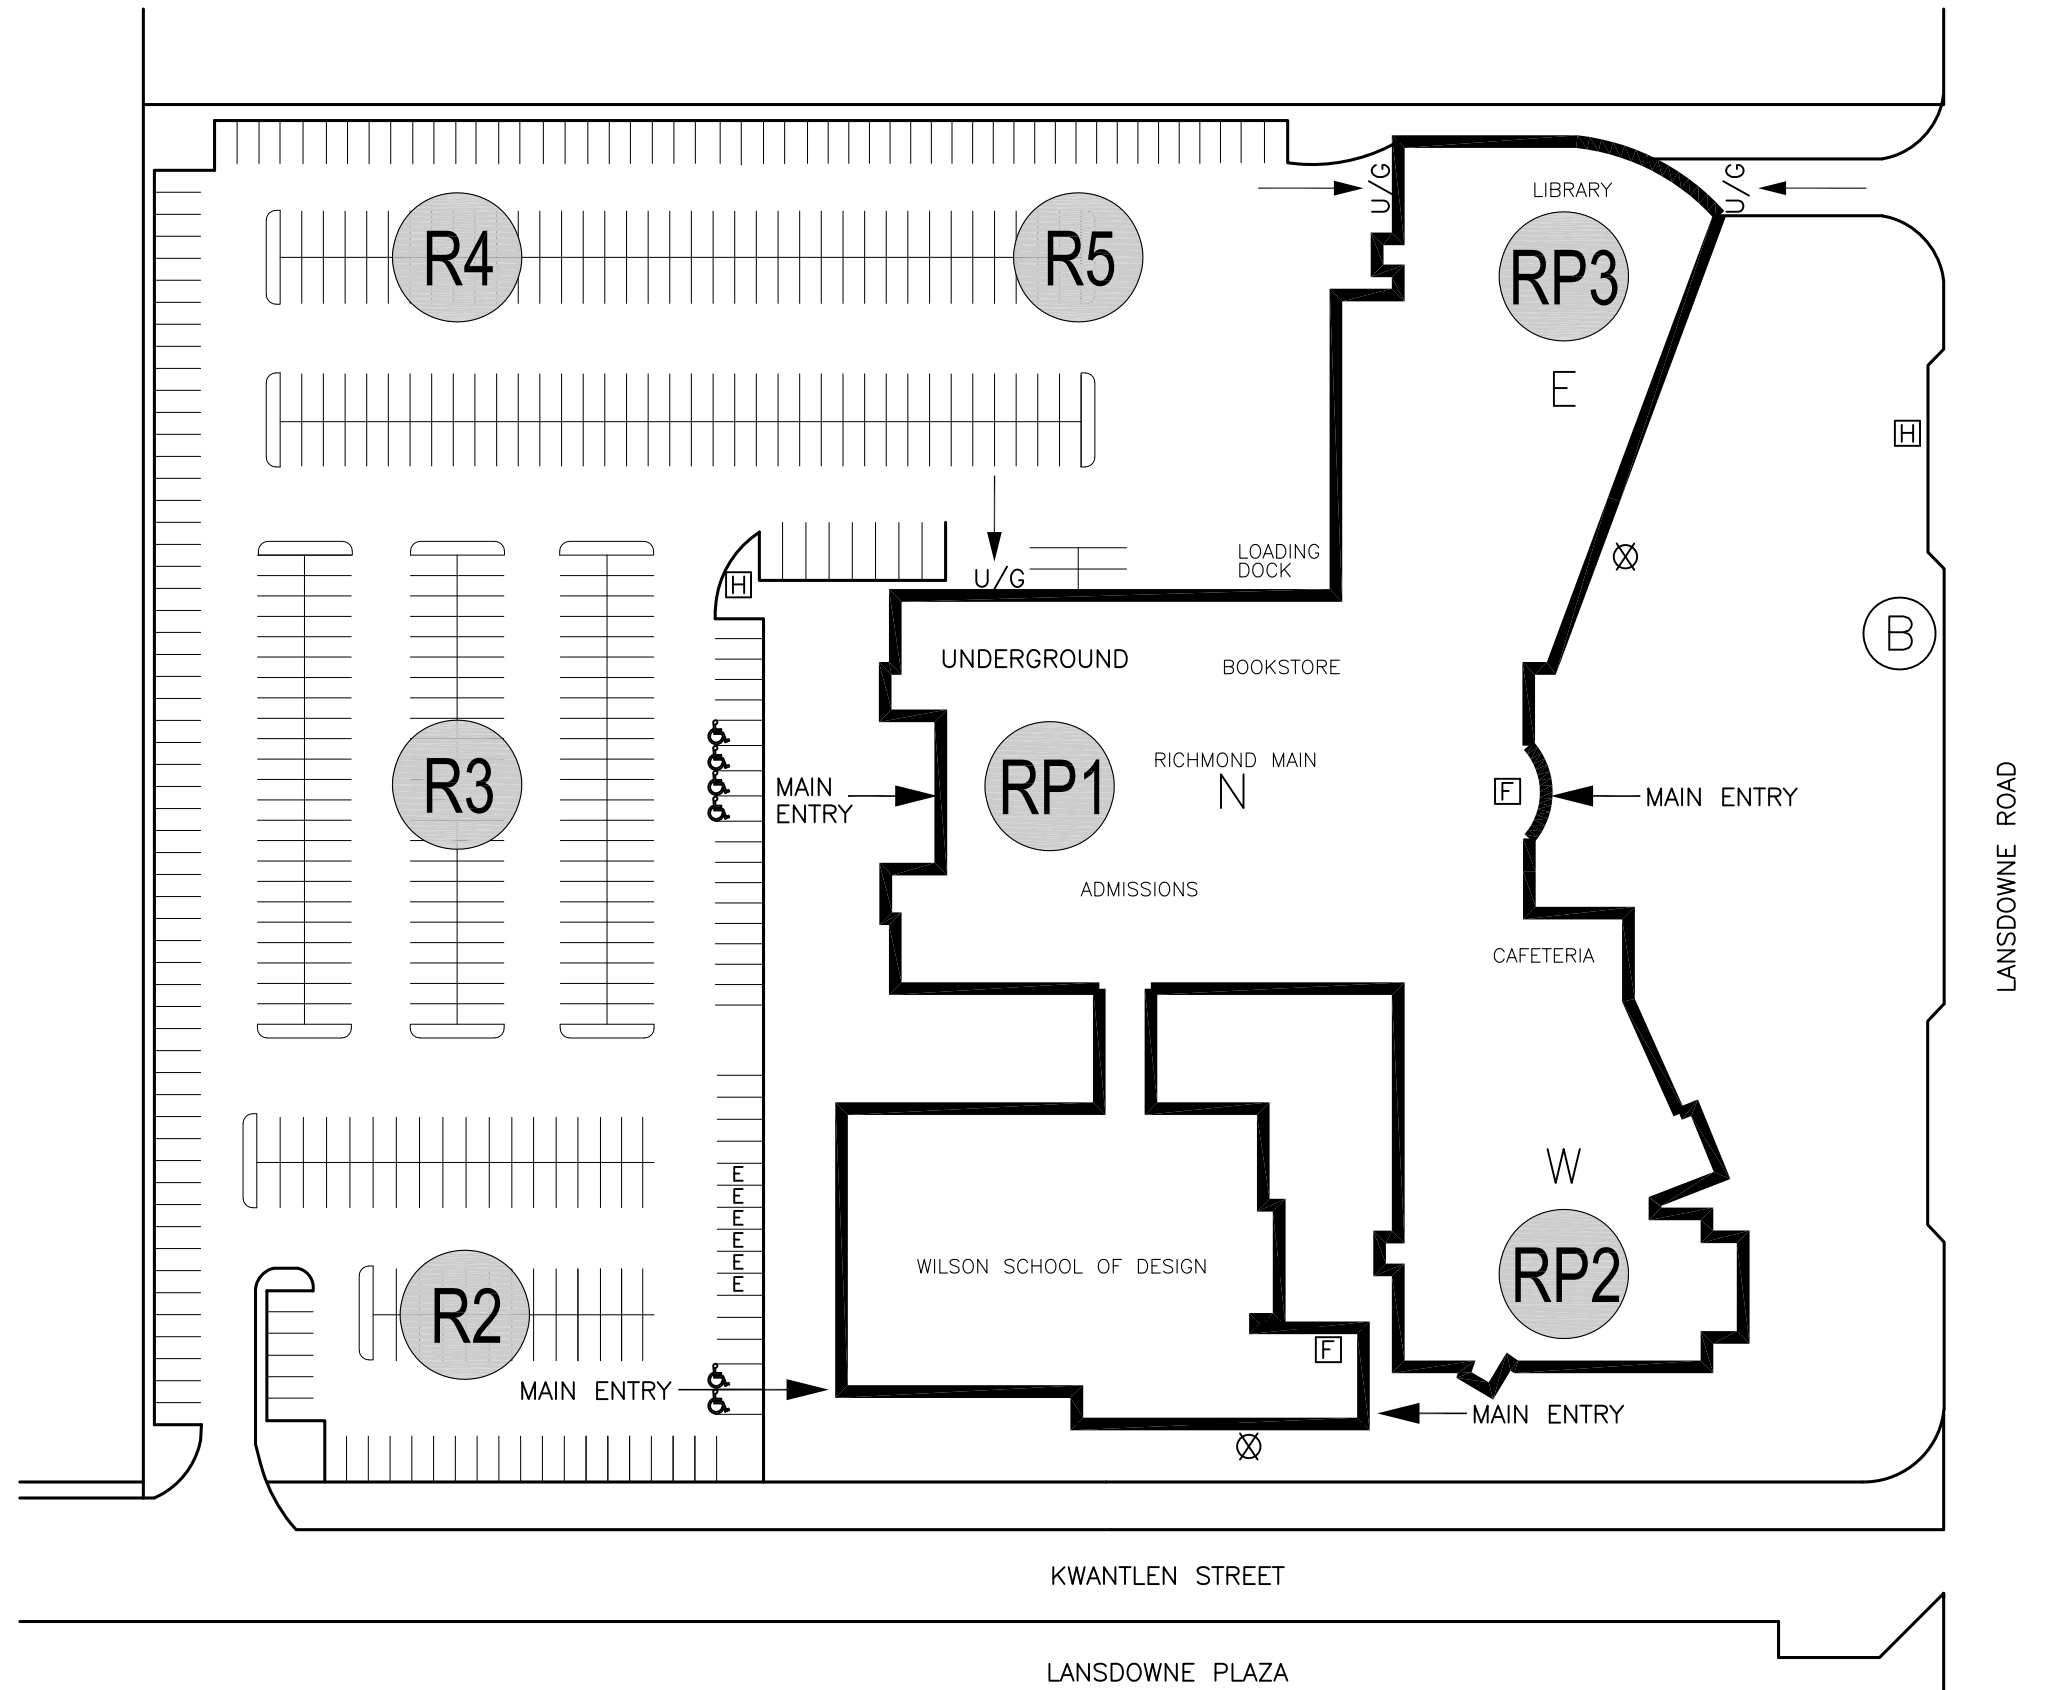 U/G
U/G
LIBRARY
R4
R5
RP3
E
H
LOADING
DOCK
H
U/G
B
UNDERGROUND
BOOKSTORE
RICHMOND MAIN
N
R3
MAIN
ENTRY
RP1
F
MAIN ENTRY
LANSDOWNE ROAD
ADMISSIONS
CAFETERIA
W
E
E
E
E
E
E
WILSON SCHOOL OF DESIGN
RP2
R2
F
MAIN ENTRY
MAIN ENTRY
KWANTLEN STREET
LANSDOWNE PLAZA